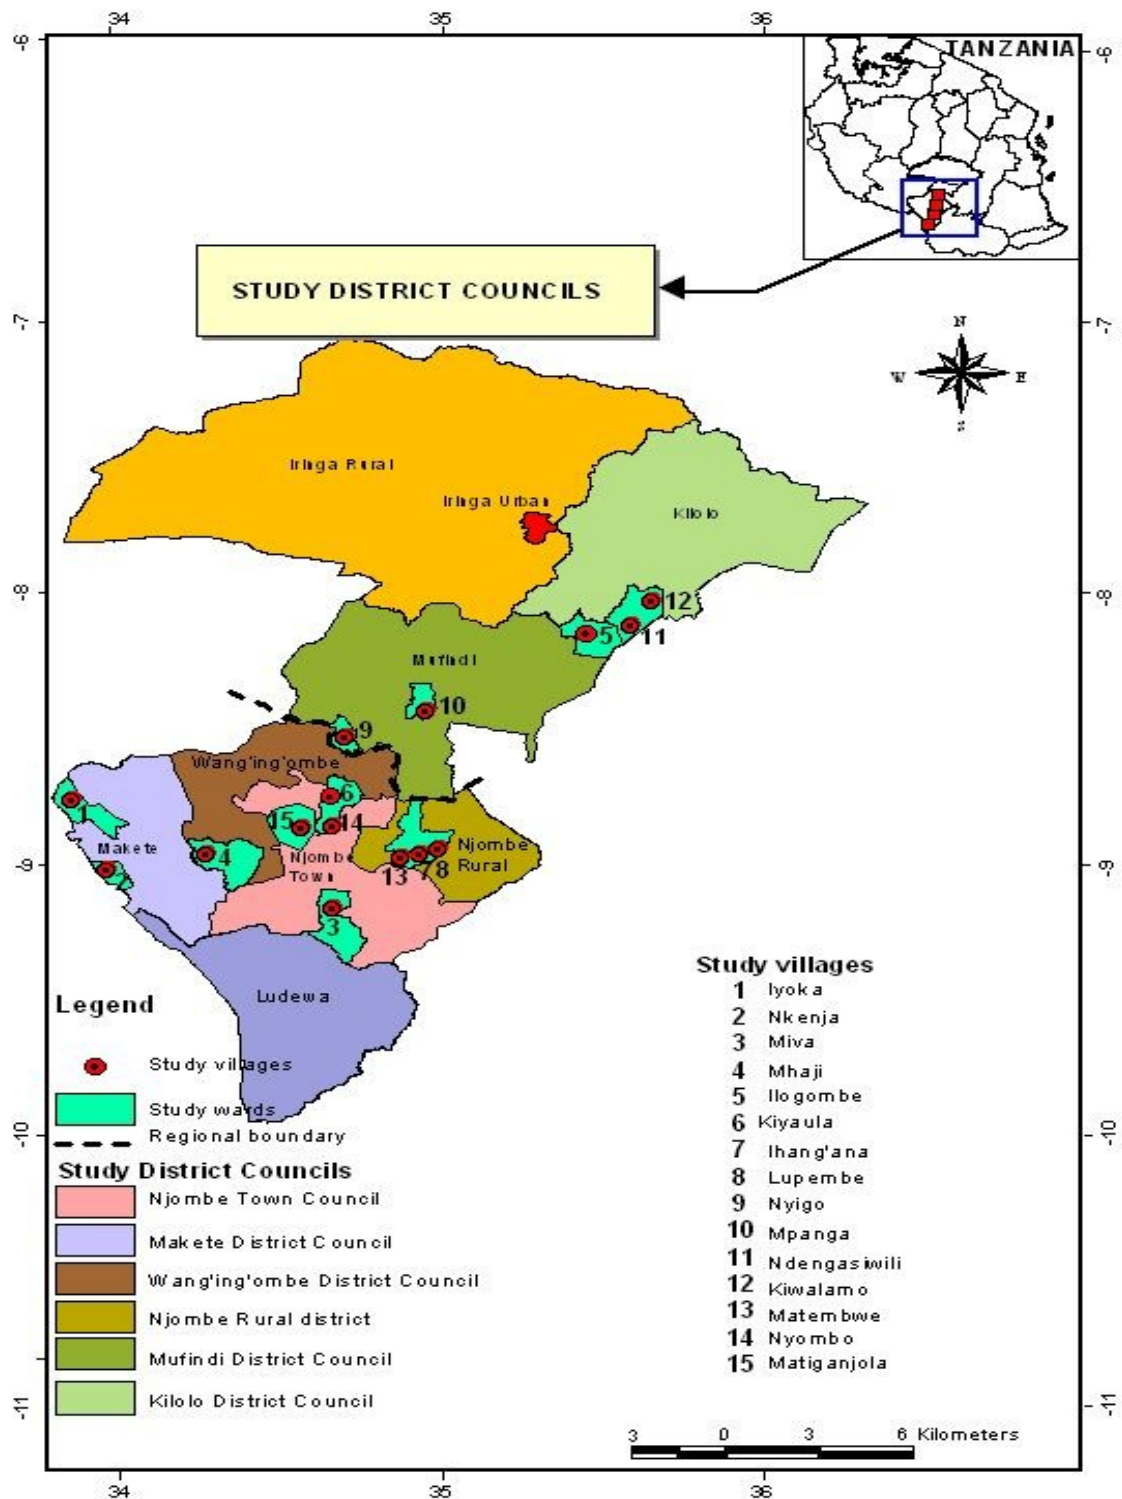 34 35 36
-6 -6
TANZANIA
STUDY DISTRICT COUNCILS
-7 -7
N
W E
S
Iringa Rural
Iringa Urban
Kilolo
-8 -8
12
5 11
Mufindi
10
9
Wang'ing'ombe
1 6
15 14
Makete 4
Njombe
Town
Njombe
Rural
-9 -9
13 7 8
2
3
Ludewa
Legend
Study villages
Study wards
Regional boundary
-10 -10
Study District Councils
Njombe Town Council
Makete District Council
Wang'ing'ombe District Council
Njombe Rural district
Mufindi District Council
Kilolo District Council
-11 -11
Study villages
1 Iyoka
2 Nkenja
3 Miva
4 Mhaji
5 Ilogombe
6 Kiyaula
7 Ihang'ana
8 Lupembe
9 Nyigo
10 Mpanga
11 Ndengasiwili
12 Kiwalamo
13 Matembwe
14 Nyombo
15 Matiganjola
3 0 3 6 Kilometers
34 35 36